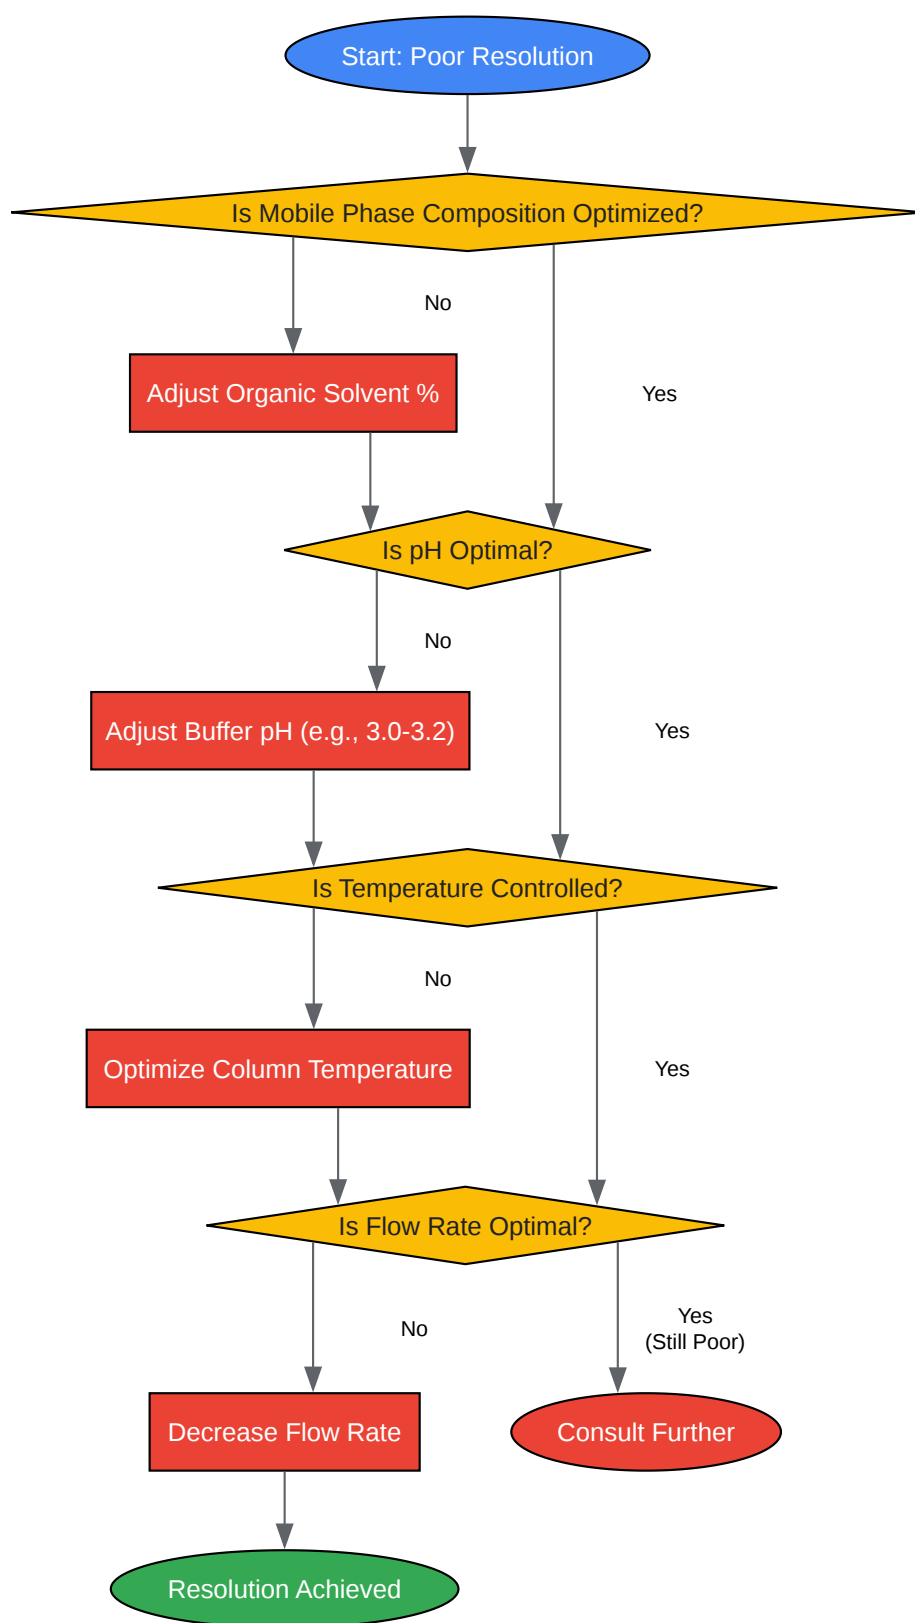 Start: Poor Resolution
Is Mobile Phase Composition Optimized?
No
Adjust Organic Solvent %
Yes
Is pH Optimal?
No
Adjust Buffer pH (e.g., 3.0-3.2)
Yes
Is Temperature Controlled?
No
Optimize Column Temperature
Yes
Is Flow Rate Optimal?
No
Yes
(Still Poor)
Decrease Flow Rate
Consult Further
Resolution Achieved